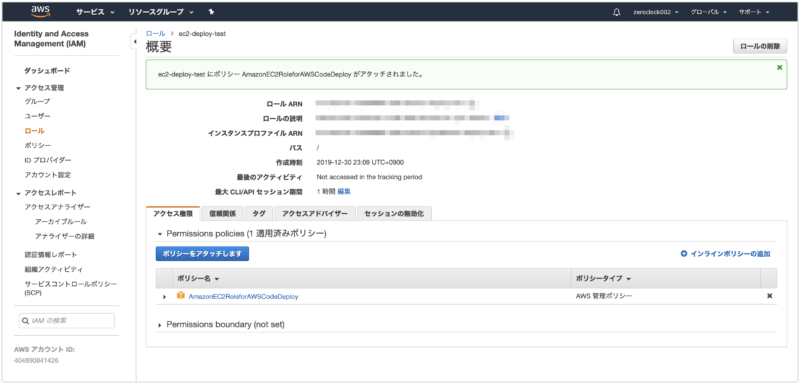 aws サービス リソースグループ zeroclock002 グローバル サポート
Identity and Access Management (IAM)
ダッシュボード
アクセス管理
グループ
ユーザー
ロール
ポリシー
ID プロバイダー
アカウント設定
アクセスレポート
アクセスアナライザー
アーカイブルール
アナライザーの詳細
認証情報レポート
組織アクティビティ
サービスコントロールポリシー
(SCP)
IAM の検索
AWS アカウント ID:
404890841426
ロール > ec2-deploy-test
概要
ロールの削除
ec2-deploy-test にポリシー AmazonEC2RoleforAWSCodeDeploy がアタッチされました。
ロール ARN
ロールの説明
インスタンスプロファイル ARN
パス /
作成時刻 2019-12-30 23:09 UTC+0900
最後のアクティビティ Not accessed in the tracking period
最大 CLI/API セッション期間 1 時間 編集
アクセス権限 信頼関係 タグ アクセスアドバイザー セッションの無効化
Permissions policies (1 適用済みポリシー)
ポリシーをアタッチします インラインポリシーの追加
ポリシー名 ポリシータイプ
AmazonEC2RoleforAWSCodeDeploy AWS 管理ポリシー
Permissions boundary (not set)